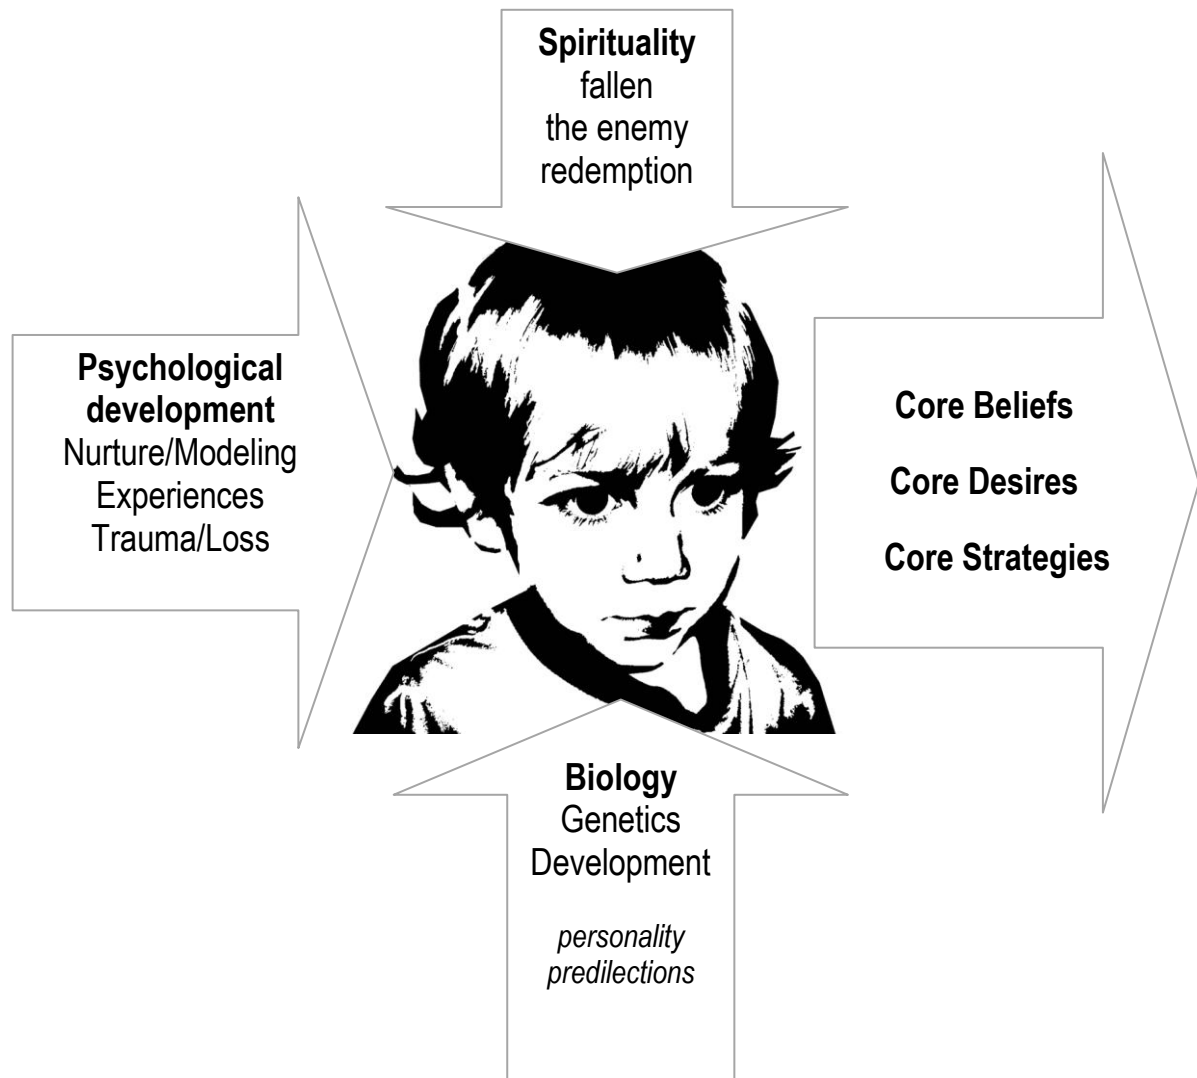 Spirituality
fallen
the enemy
redemption
Psychological
development
Nurture/Modeling
Experiences
Trauma/Loss
Core Beliefs
Core Desires
Core Strategies
Biology
Genetics
Development
personality
predilections